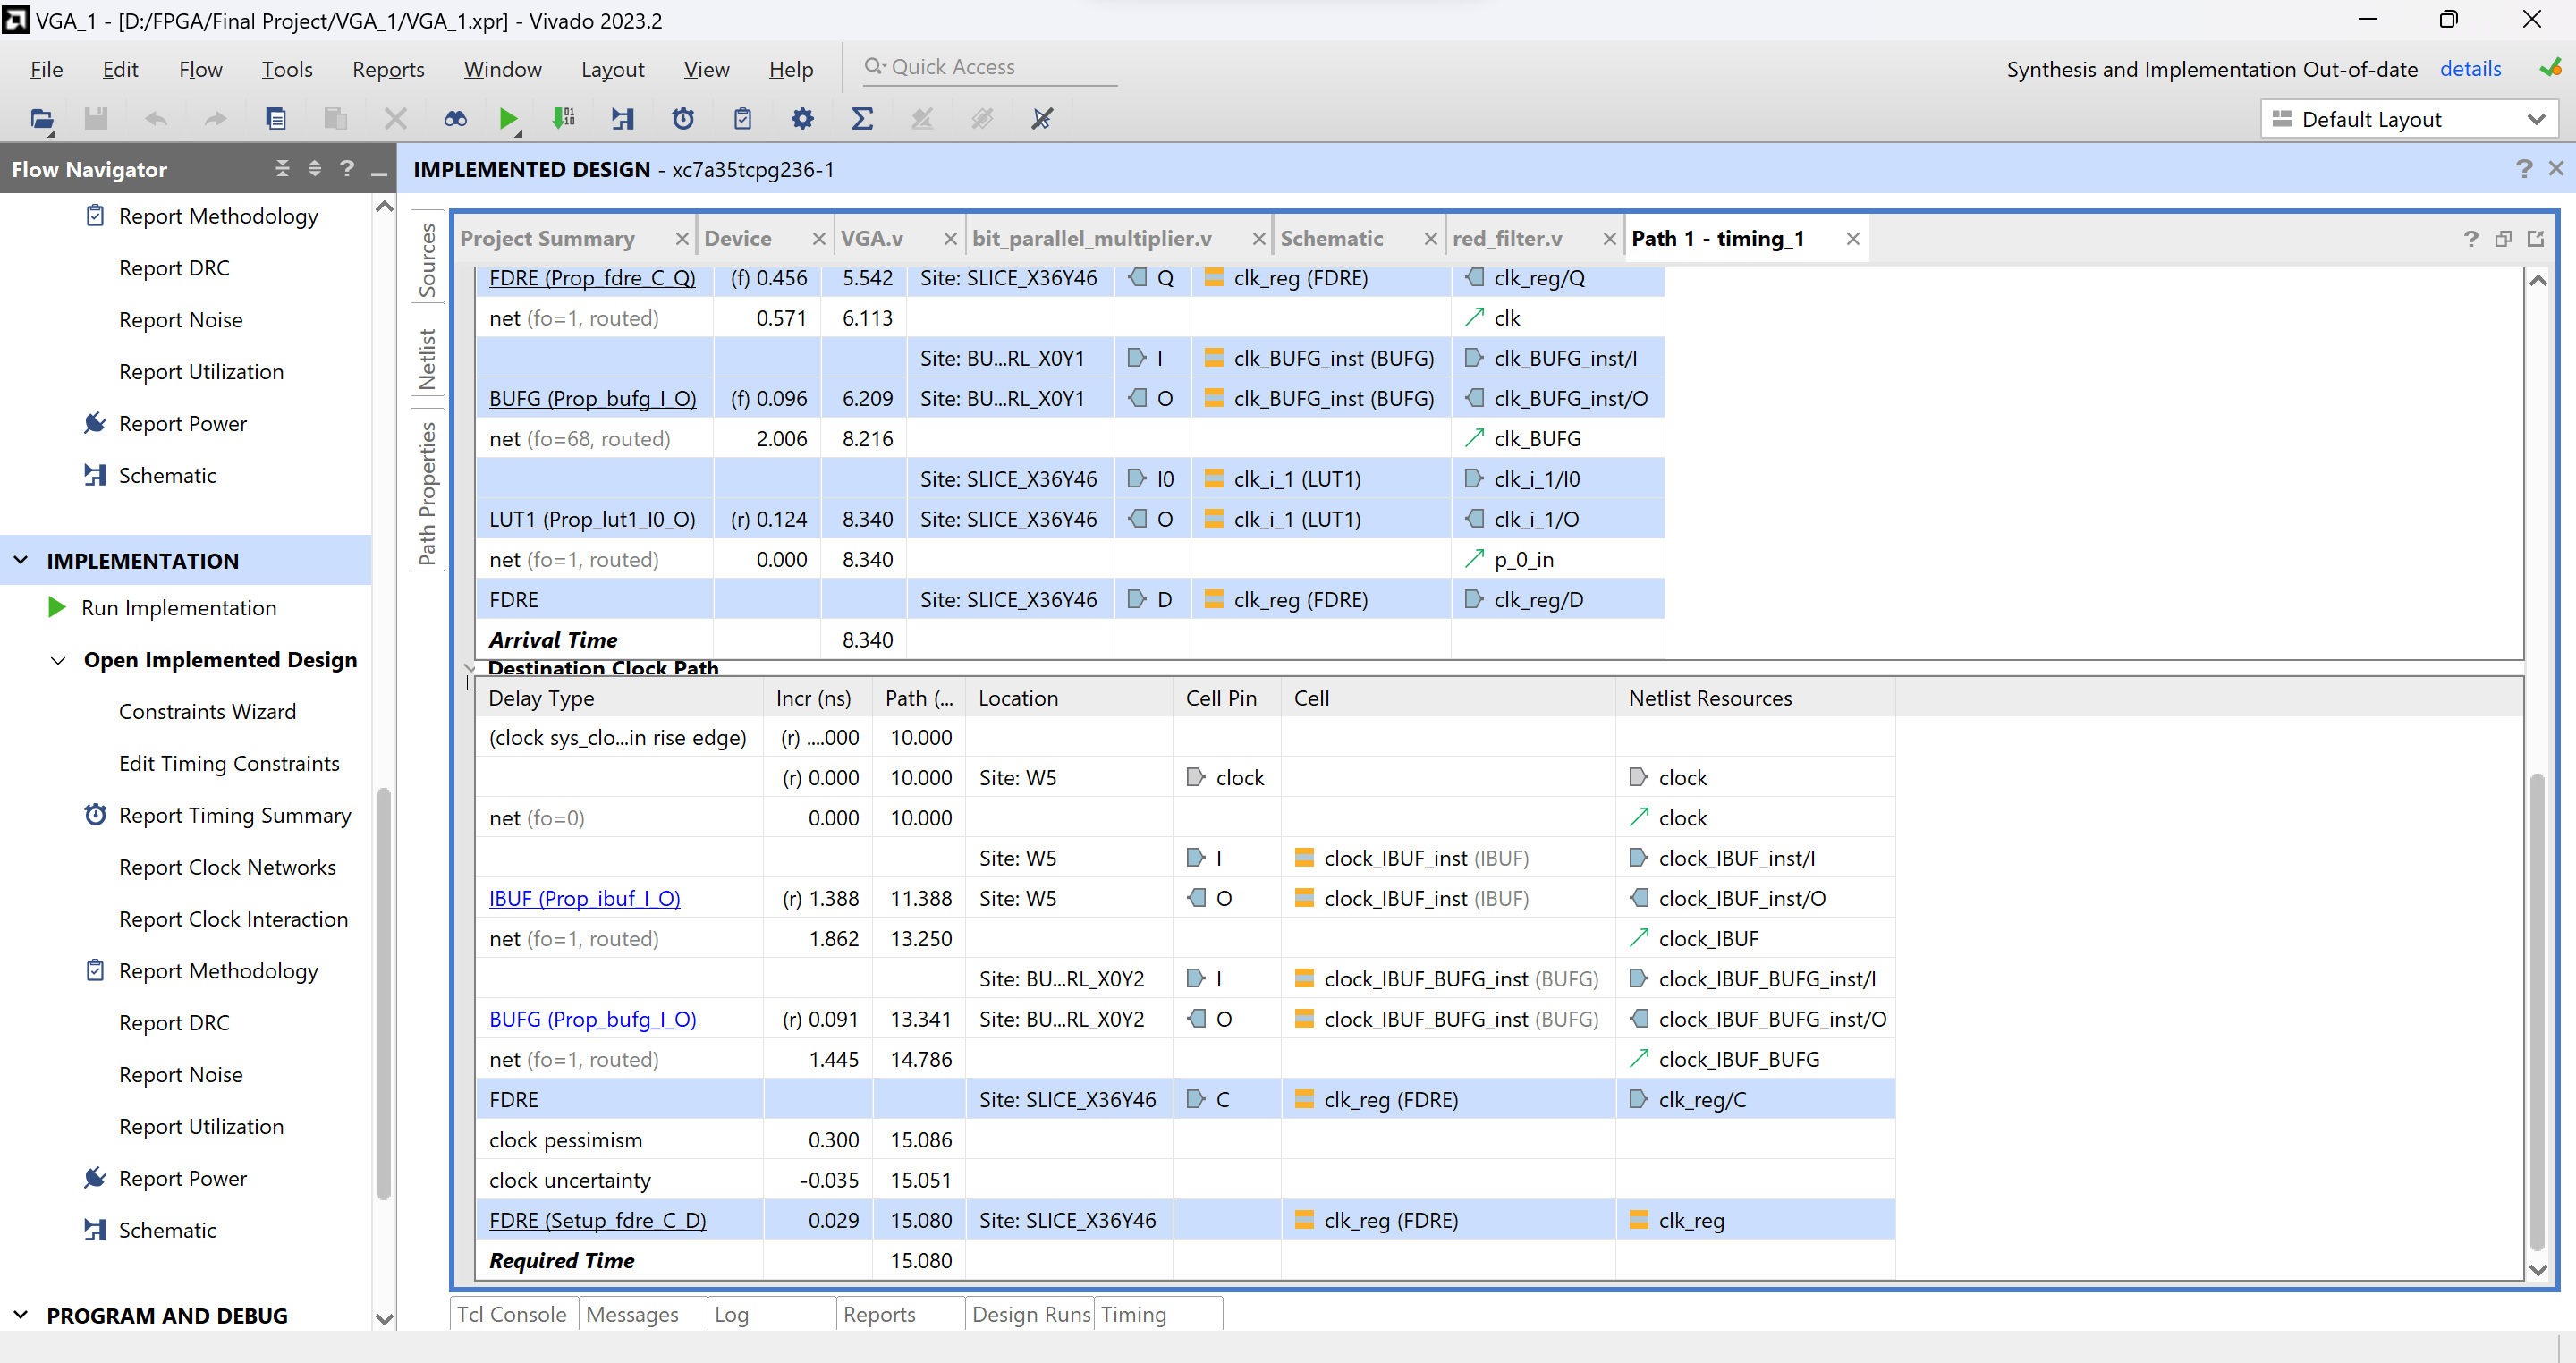 VGA_1 - [D:/FPGA/Final Project/VGA_1/VGA_1.xpr] - Vivado 2023.2
File Edit Flow Tools Reports Window Layout View Help Quick Access
Synthesis and Implementation Out-of-date details
Default Layout
Flow Navigator
Report Methodology
Report DRC
Report Noise
Report Utilization
Report Power
Schematic
IMPLEMENTATION
Run Implementation
Open Implemented Design
Constraints Wizard
Edit Timing Constraints
Report Timing Summary
Report Clock Networks
Report Clock Interaction
Report Methodology
Report DRC
Report Noise
Report Utilization
Report Power
Schematic
PROGRAM AND DEBUG
IMPLEMENTED DESIGN - xc7a35tcpg236-1
Sources
Netlist
Path Properties
Project Summary Device VGA.v bit_parallel_multiplier.v Schematic red_filter.v Path 1 - timing_1
FDRE (Prop_fdre_C_Q) (f) 0.456 5.542 Site: SLICE_X36Y46 Q clk_reg (FDRE) clk_reg/Q
net (fo=1, routed) 0.571 6.113 clk
Site: BU...RL_X0Y1 I clk_BUFG_inst (BUFG) clk_BUFG_inst/I
BUFG (Prop_bufg_I_O) (f) 0.096 6.209 Site: BU...RL_X0Y1 O clk_BUFG_inst (BUFG) clk_BUFG_inst/O
net (fo=68, routed) 2.006 8.216 clk_BUFG
Site: SLICE_X36Y46 I0 clk_i_1 (LUT1) clk_i_1/I0
LUT1 (Prop_lut1_I0_O) (r) 0.124 8.340 Site: SLICE_X36Y46 O clk_i_1 (LUT1) clk_i_1/O
net (fo=1, routed) 0.000 8.340 p_0_in
FDRE Site: SLICE_X36Y46 D clk_reg (FDRE) clk_reg/D
Arrival Time 8.340
Destination Clock Path
Delay Type Incr (ns) Path (... Location Cell Pin Cell Netlist Resources
(clock sys_clo...in rise edge) (r) ....000 10.000
(r) 0.000 10.000 Site: W5 clock clock
net (fo=0) 0.000 10.000 clock
Site: W5 I clock_IBUF_inst (IBUF) clock_IBUF_inst/I
IBUF (Prop_ibuf_I_O) (r) 1.388 11.388 Site: W5 O clock_IBUF_inst (IBUF) clock_IBUF_inst/O
net (fo=1, routed) 1.862 13.250 clock_IBUF
Site: BU...RL_X0Y2 I clock_IBUF_BUFG_inst (BUFG) clock_IBUF_BUFG_inst/I
BUFG (Prop_bufg_I_O) (r) 0.091 13.341 Site: BU...RL_X0Y2 O clock_IBUF_BUFG_inst (BUFG) clock_IBUF_BUFG_inst/O
net (fo=1, routed) 1.445 14.786 clock_IBUF_BUFG
FDRE Site: SLICE_X36Y46 C clk_reg (FDRE) clk_reg/C
clock pessimism 0.300 15.086
clock uncertainty -0.035 15.051
FDRE (Setup_fdre_C_D) 0.029 15.080 Site: SLICE_X36Y46 clk_reg (FDRE) clk_reg
Required Time 15.080
Tcl Console Messages Log Reports Design Runs Timing